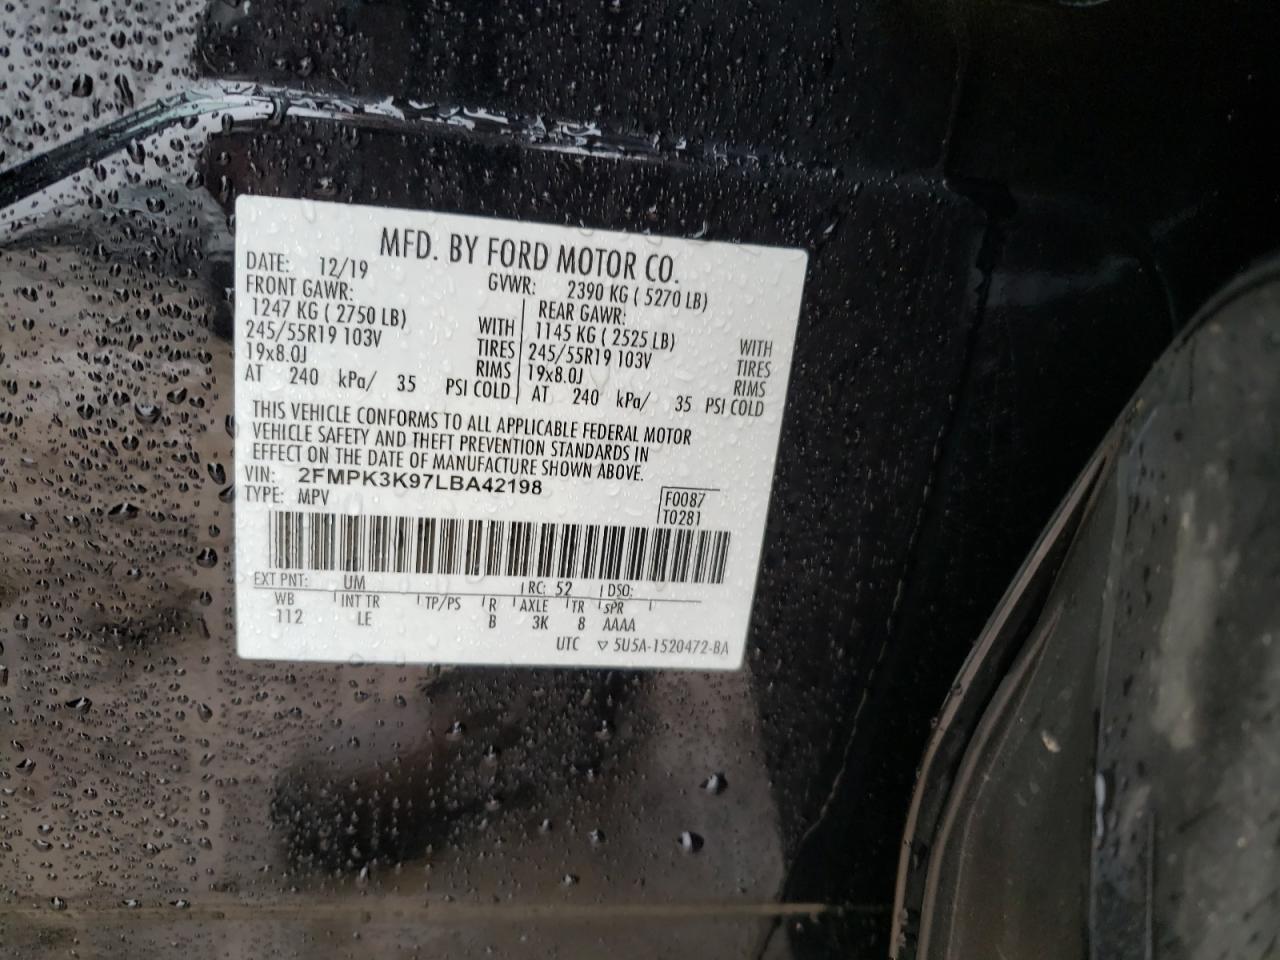 MFD. BY FORD MOTOR CO.
DATE: 12/19 GVWR: 2390 KG ( 5270 LB)
FRONT GAWR: REAR GAWR:
1247 KG ( 2750 LB) WITH 1145 KG ( 2525 LB) WITH
245/55R19 103V TIRES 245/55R19 103V TIRES
19x8.0J RIMS 19x8.0J RIMS
AT 240 kPa/ 35 PSI COLD AT 240 kPa/ 35 PSI COLD
THIS VEHICLE CONFORMS TO ALL APPLICABLE FEDERAL MOTOR
VEHICLE SAFETY AND THEFT PREVENTION STANDARDS IN
EFFECT ON THE DATE OF MANUFACTURE SHOWN ABOVE.
VIN: 2FMPK3K97LBA42198
TYPE: MPV F0087
T0281
EXT PNT: UM RC: 52 DSO:
WB INT TR TP/PS R AXLE TR SPR
112 LE B 3K 8 AAAA
UTC ▽ 5U5A-1520472-BA